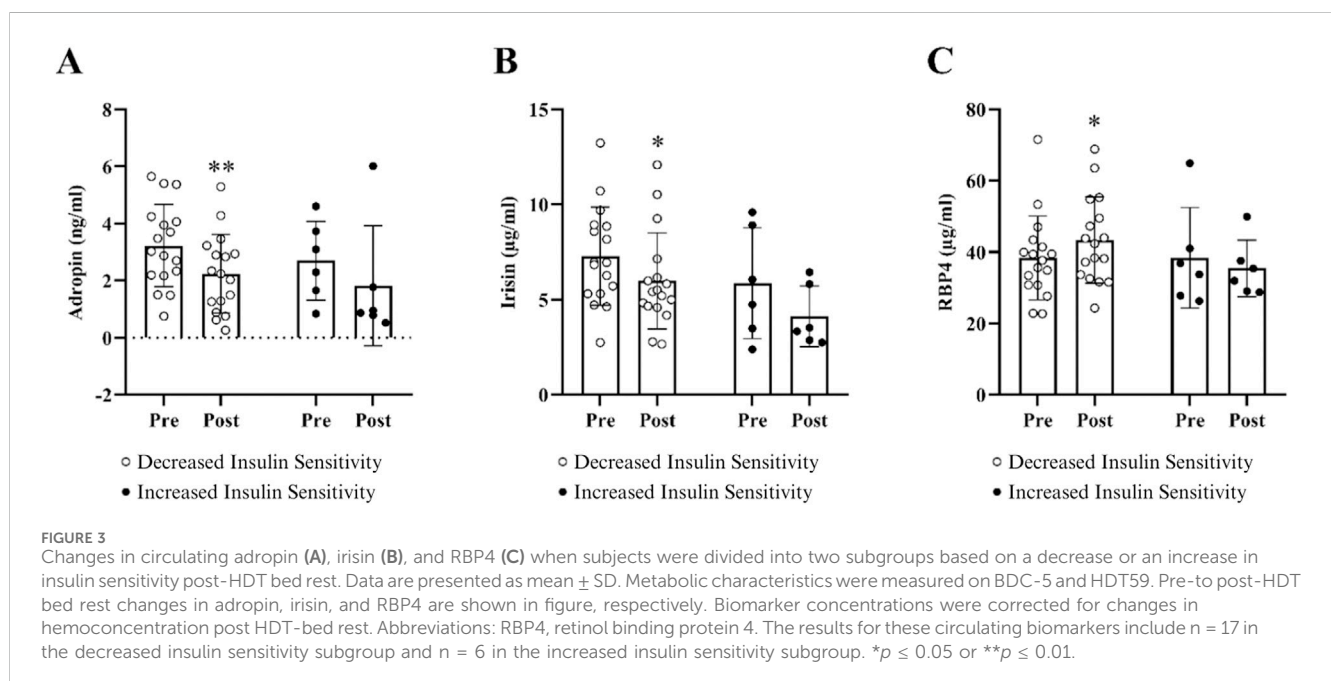 A
B
C
8
6
4
2
0
-2
Adropin (ng/ml)
**
Pre Post Pre Post
○ Decreased Insulin Sensitivity
● Increased Insulin Sensitivity
15
10
5
0
Irisin (µg/ml)
*
Pre Post Pre Post
○ Decreased Insulin Sensitivity
● Increased Insulin Sensitivity
80
60
40
20
0
RBP4 (µg/ml)
*
Pre Post Pre Post
○ Decreased Insulin Sensitivity
● Increased Insulin Sensitivity
FIGURE 3
Changes in circulating adropin (A), irisin (B), and RBP4 (C) when subjects were divided into two subgroups based on a decrease or an increase in
insulin sensitivity post-HDT bed rest. Data are presented as mean ± SD. Metabolic characteristics were measured on BDC-5 and HDT59. Pre-to post-HDT
bed rest changes in adropin, irisin, and RBP4 are shown in figure, respectively. Biomarker concentrations were corrected for changes in
hemoconcentration post HDT-bed rest. Abbreviations: RBP4, retinol binding protein 4. The results for these circulating biomarkers include n = 17 in
the decreased insulin sensitivity subgroup and n = 6 in the increased insulin sensitivity subgroup. *p ≤ 0.05 or **p ≤ 0.01.